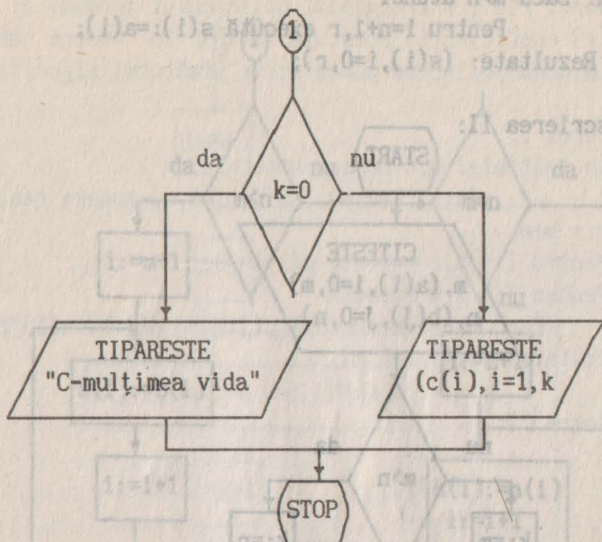 1
da
nu
k=0
TIPARESTE
"C-mulțimea vida"
TIPARESTE
(c(i),i=1,k
STOP